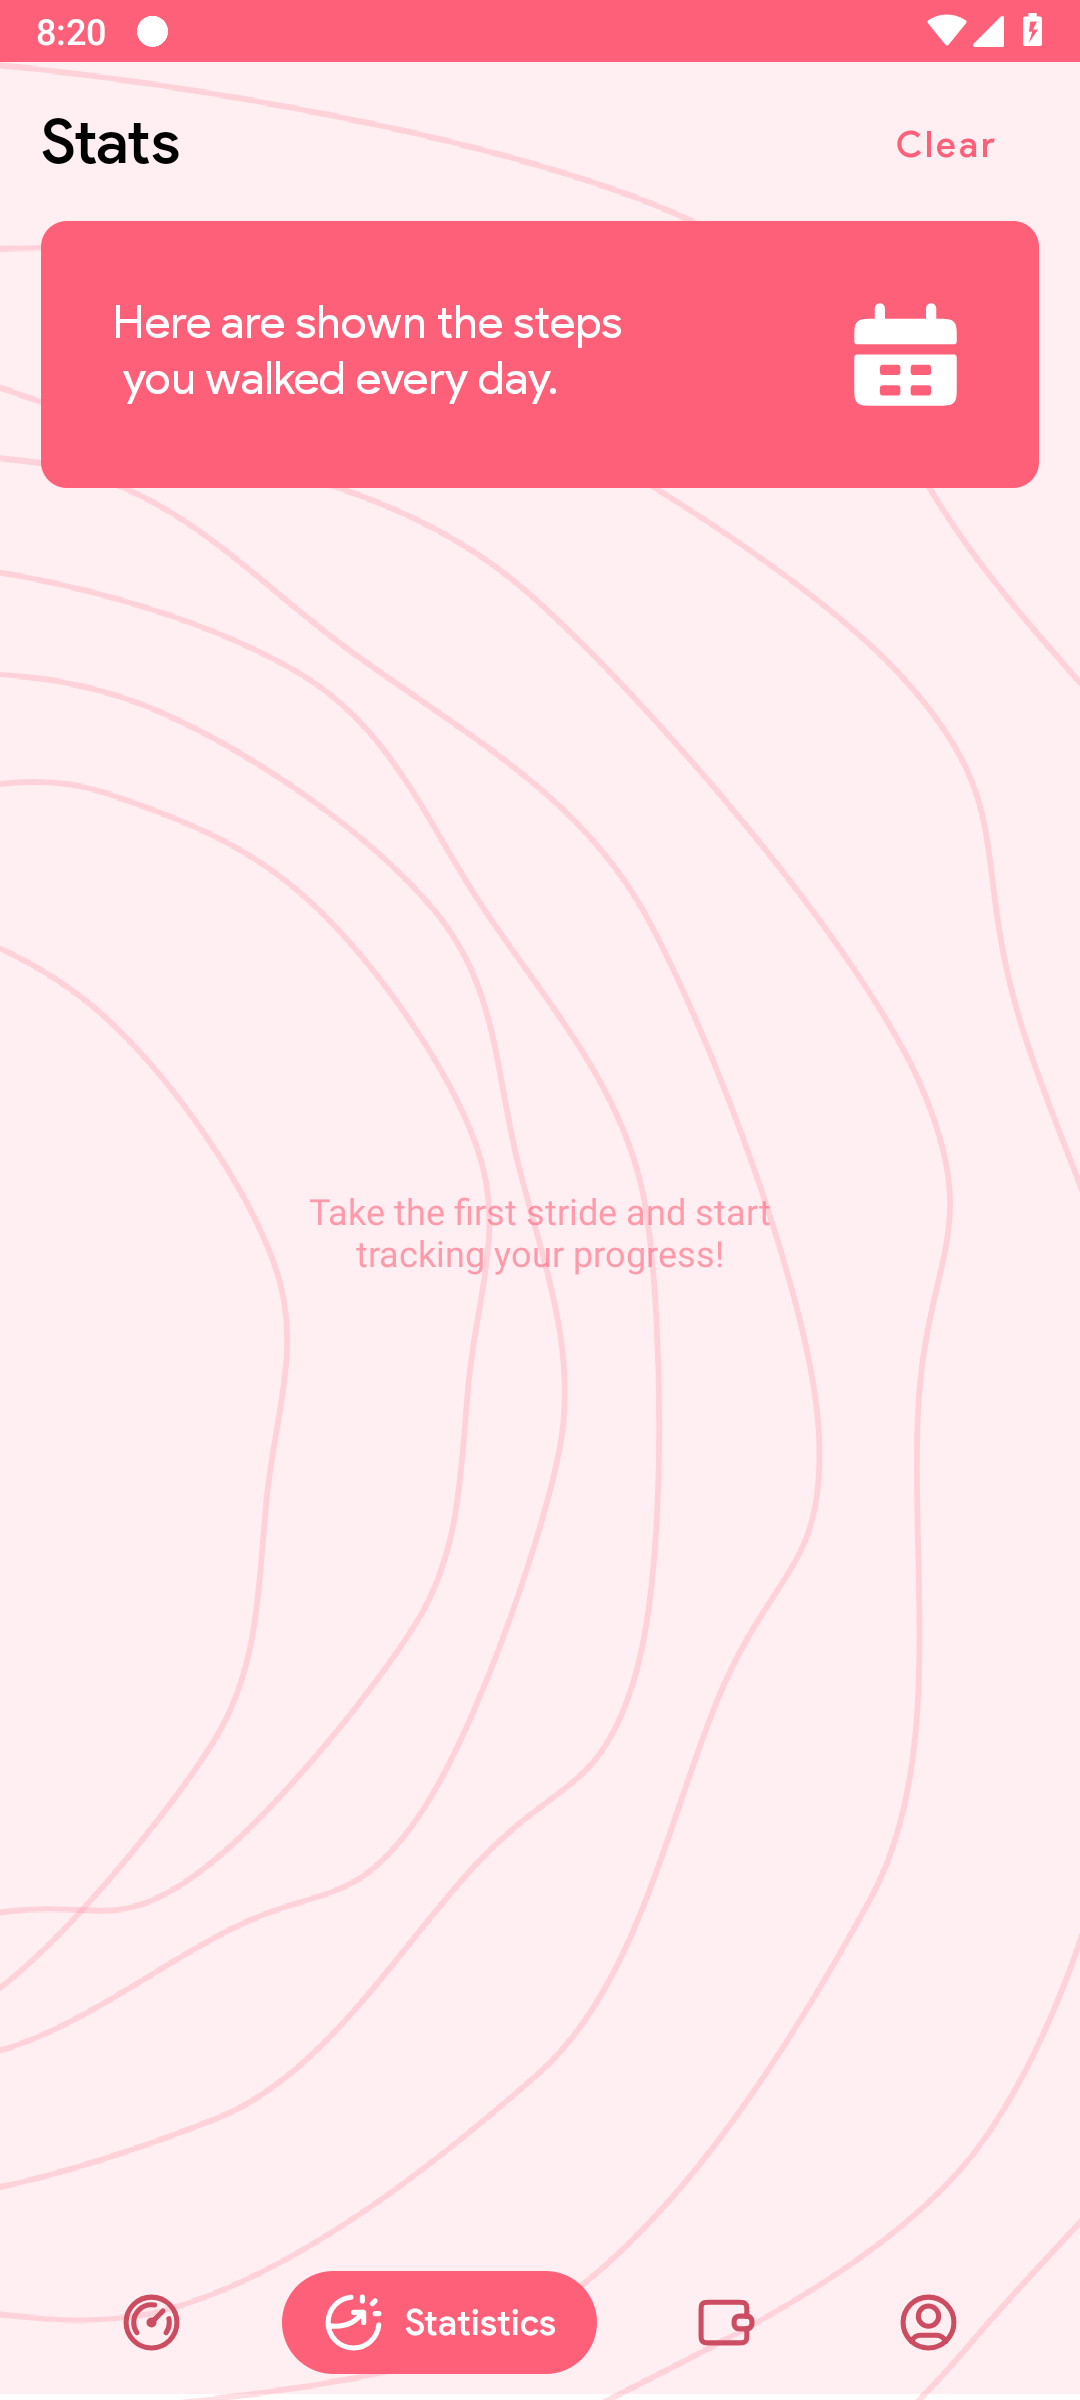 8:20
Stats
Clear
Here are shown the steps
you walked every day.
Take the first stride and start
tracking your progress!
Statistics